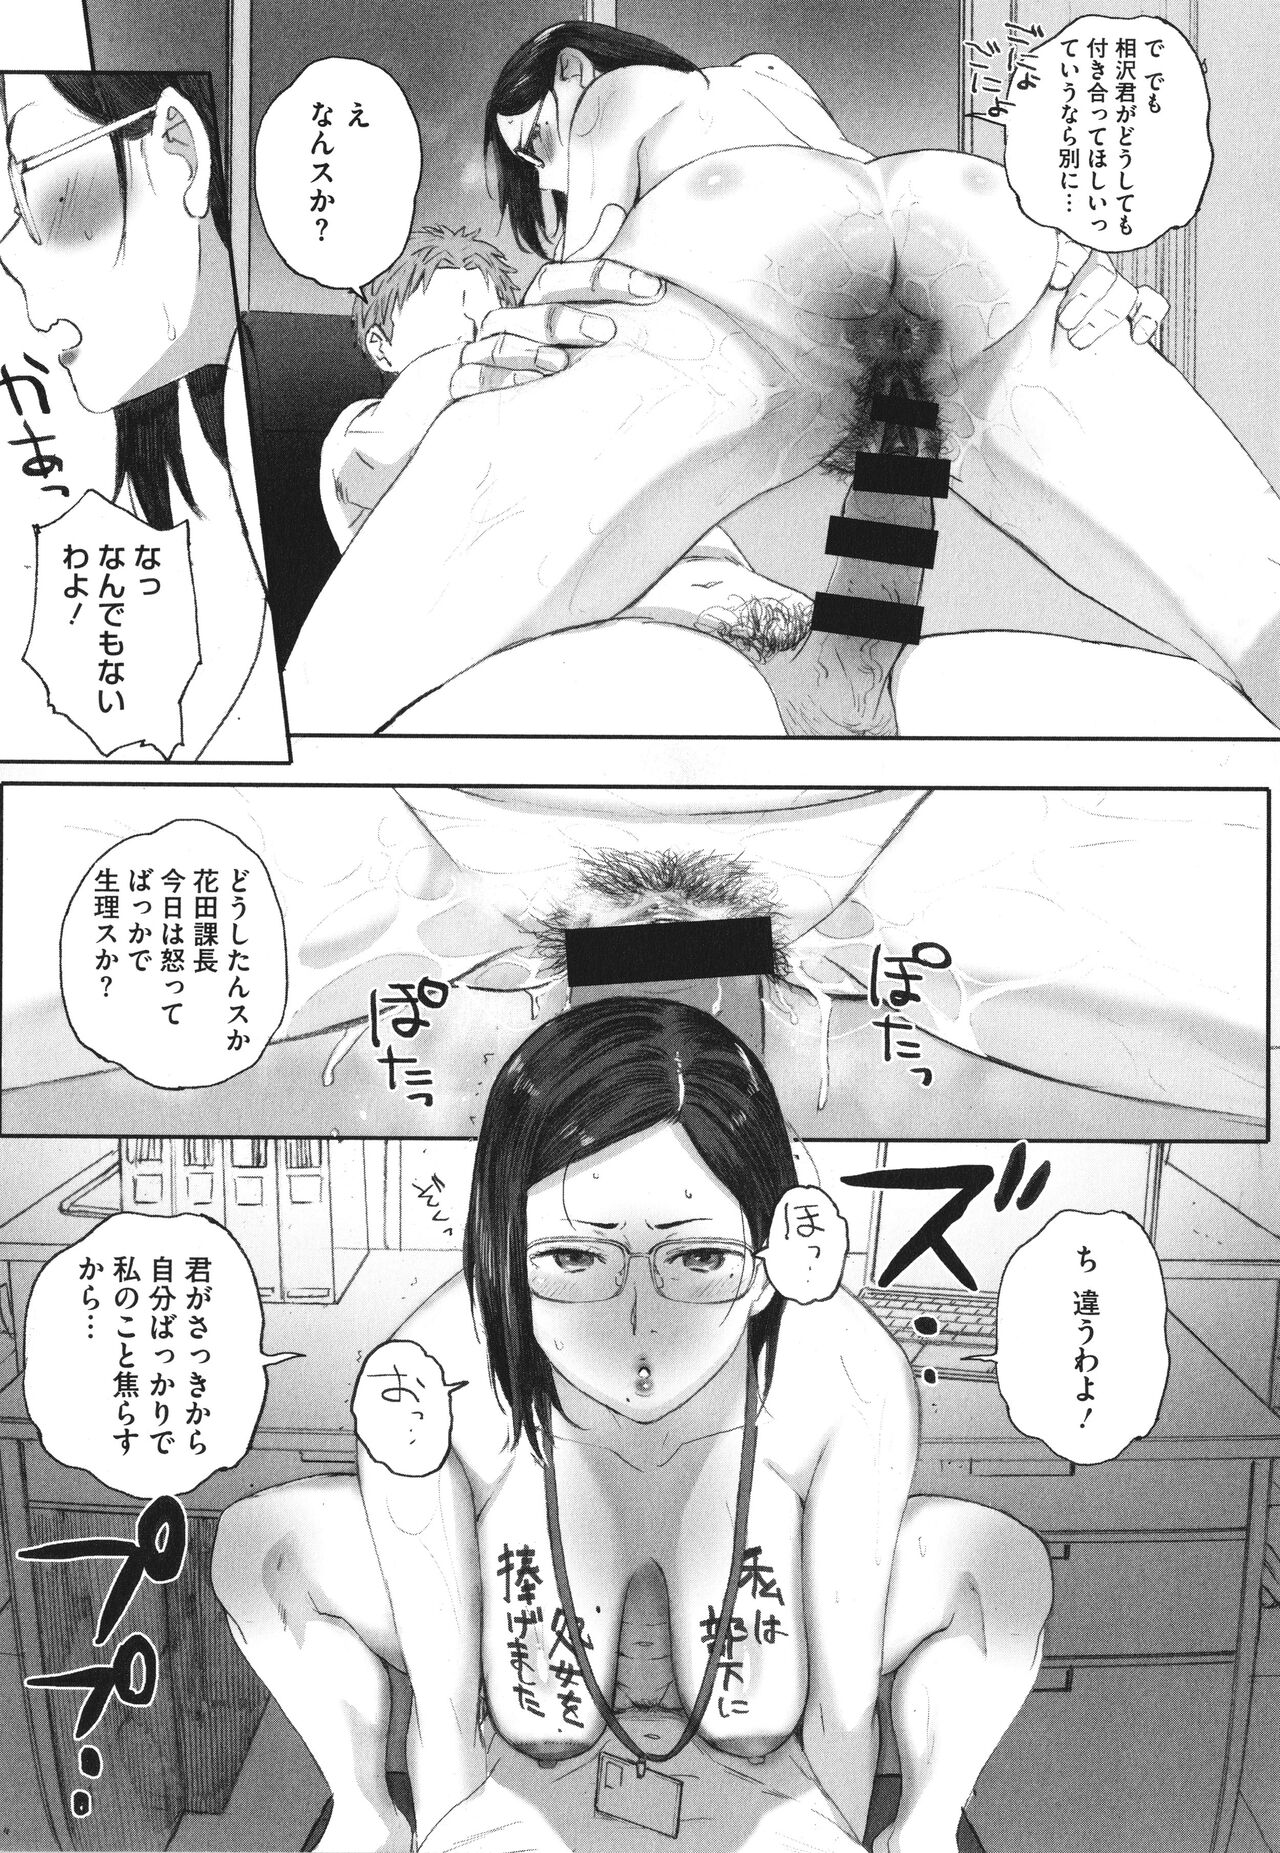 で でも
相沢君がどうしても
付き合ってほしいっ
ていうなら別に…
ごにょ
ごにょ
え
なんスか？
かあっ
なっ
なんでもない
わよ！
どうしたんスか
花田課長
今日は怒って
ばっかで
生理スか？
ぽたっ
ぽたっ
ズ
ち 違うわよ！
ほっ…
おっ…
君がさっきから
自分ばっかりで
私のこと焦らす
から…
私は
部下に
処女を
捧げました